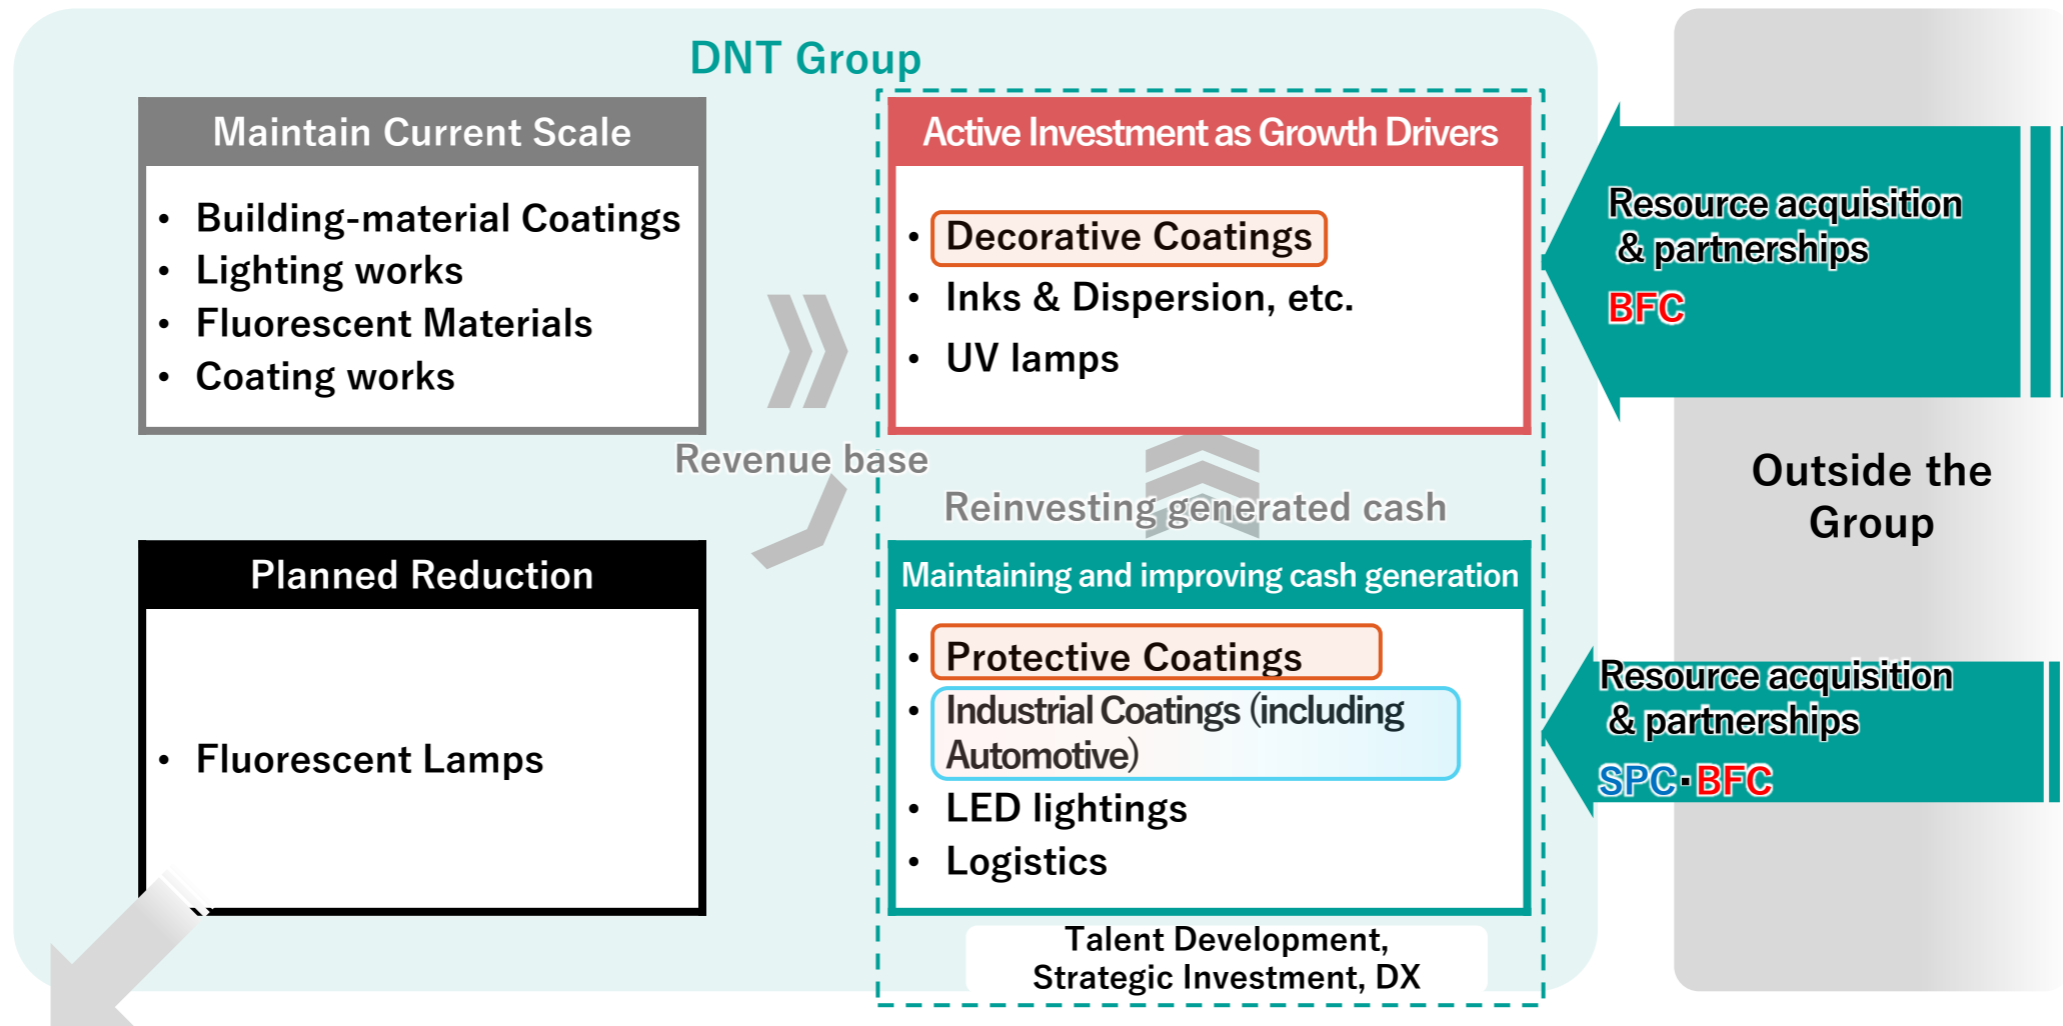 DNT Group
Maintain Current Scale
• Building-material Coatings
• Lighting works
• Fluorescent Materials
• Coating works
Active Investment as Growth Drivers
• Decorative Coatings
• Inks & Dispersion, etc.
• UV lamps
Resource acquisition
& partnerships
BFC
Revenue base
Reinvesting generated cash
Outside the
Group
Planned Reduction
• Fluorescent Lamps
Maintaining and improving cash generation
• Protective Coatings
• Industrial Coatings (including
Automotive)
• LED lightings
• Logistics
Resource acquisition
& partnerships
SPC・BFC
Talent Development,
Strategic Investment, DX